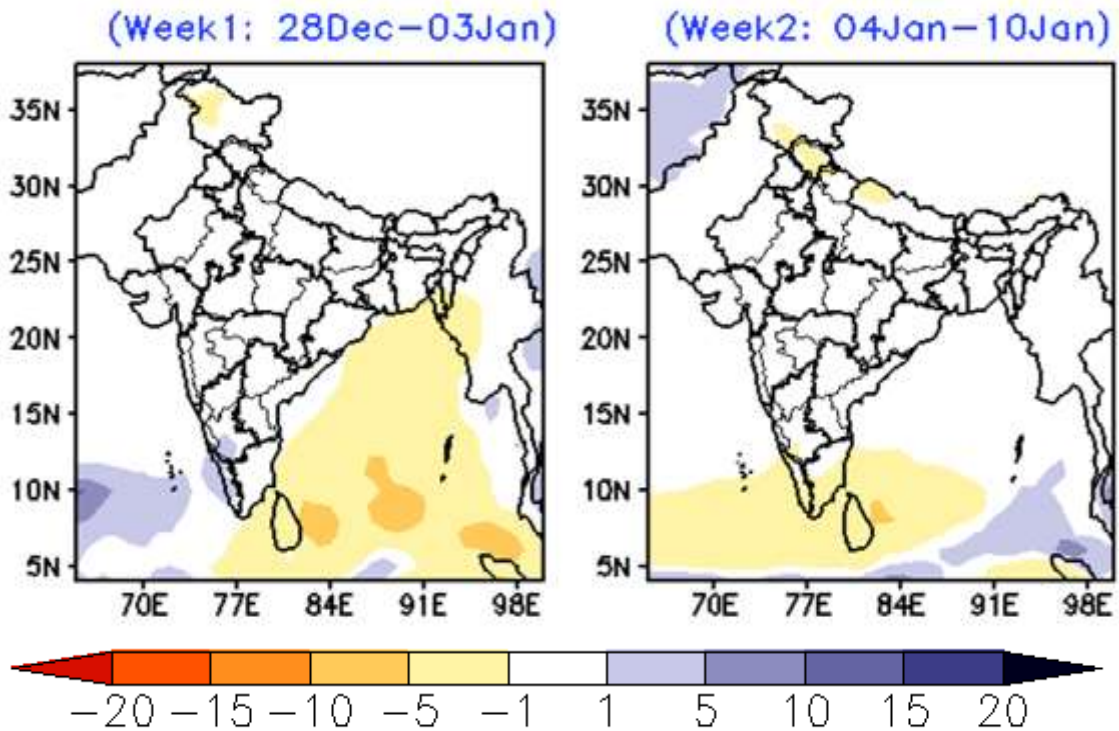 (Week1: 28Dec-03Jan) (Week2: 04Jan-10Jan)
35N 35N
30N 30N
25N 25N
20N 20N
15N 15N
10N 10N
5N 5N
70E 77E 84E 91E 98E 70E 77E 84E 91E 98E
-20 -15 -10 -5 -1 1 5 10 15 20